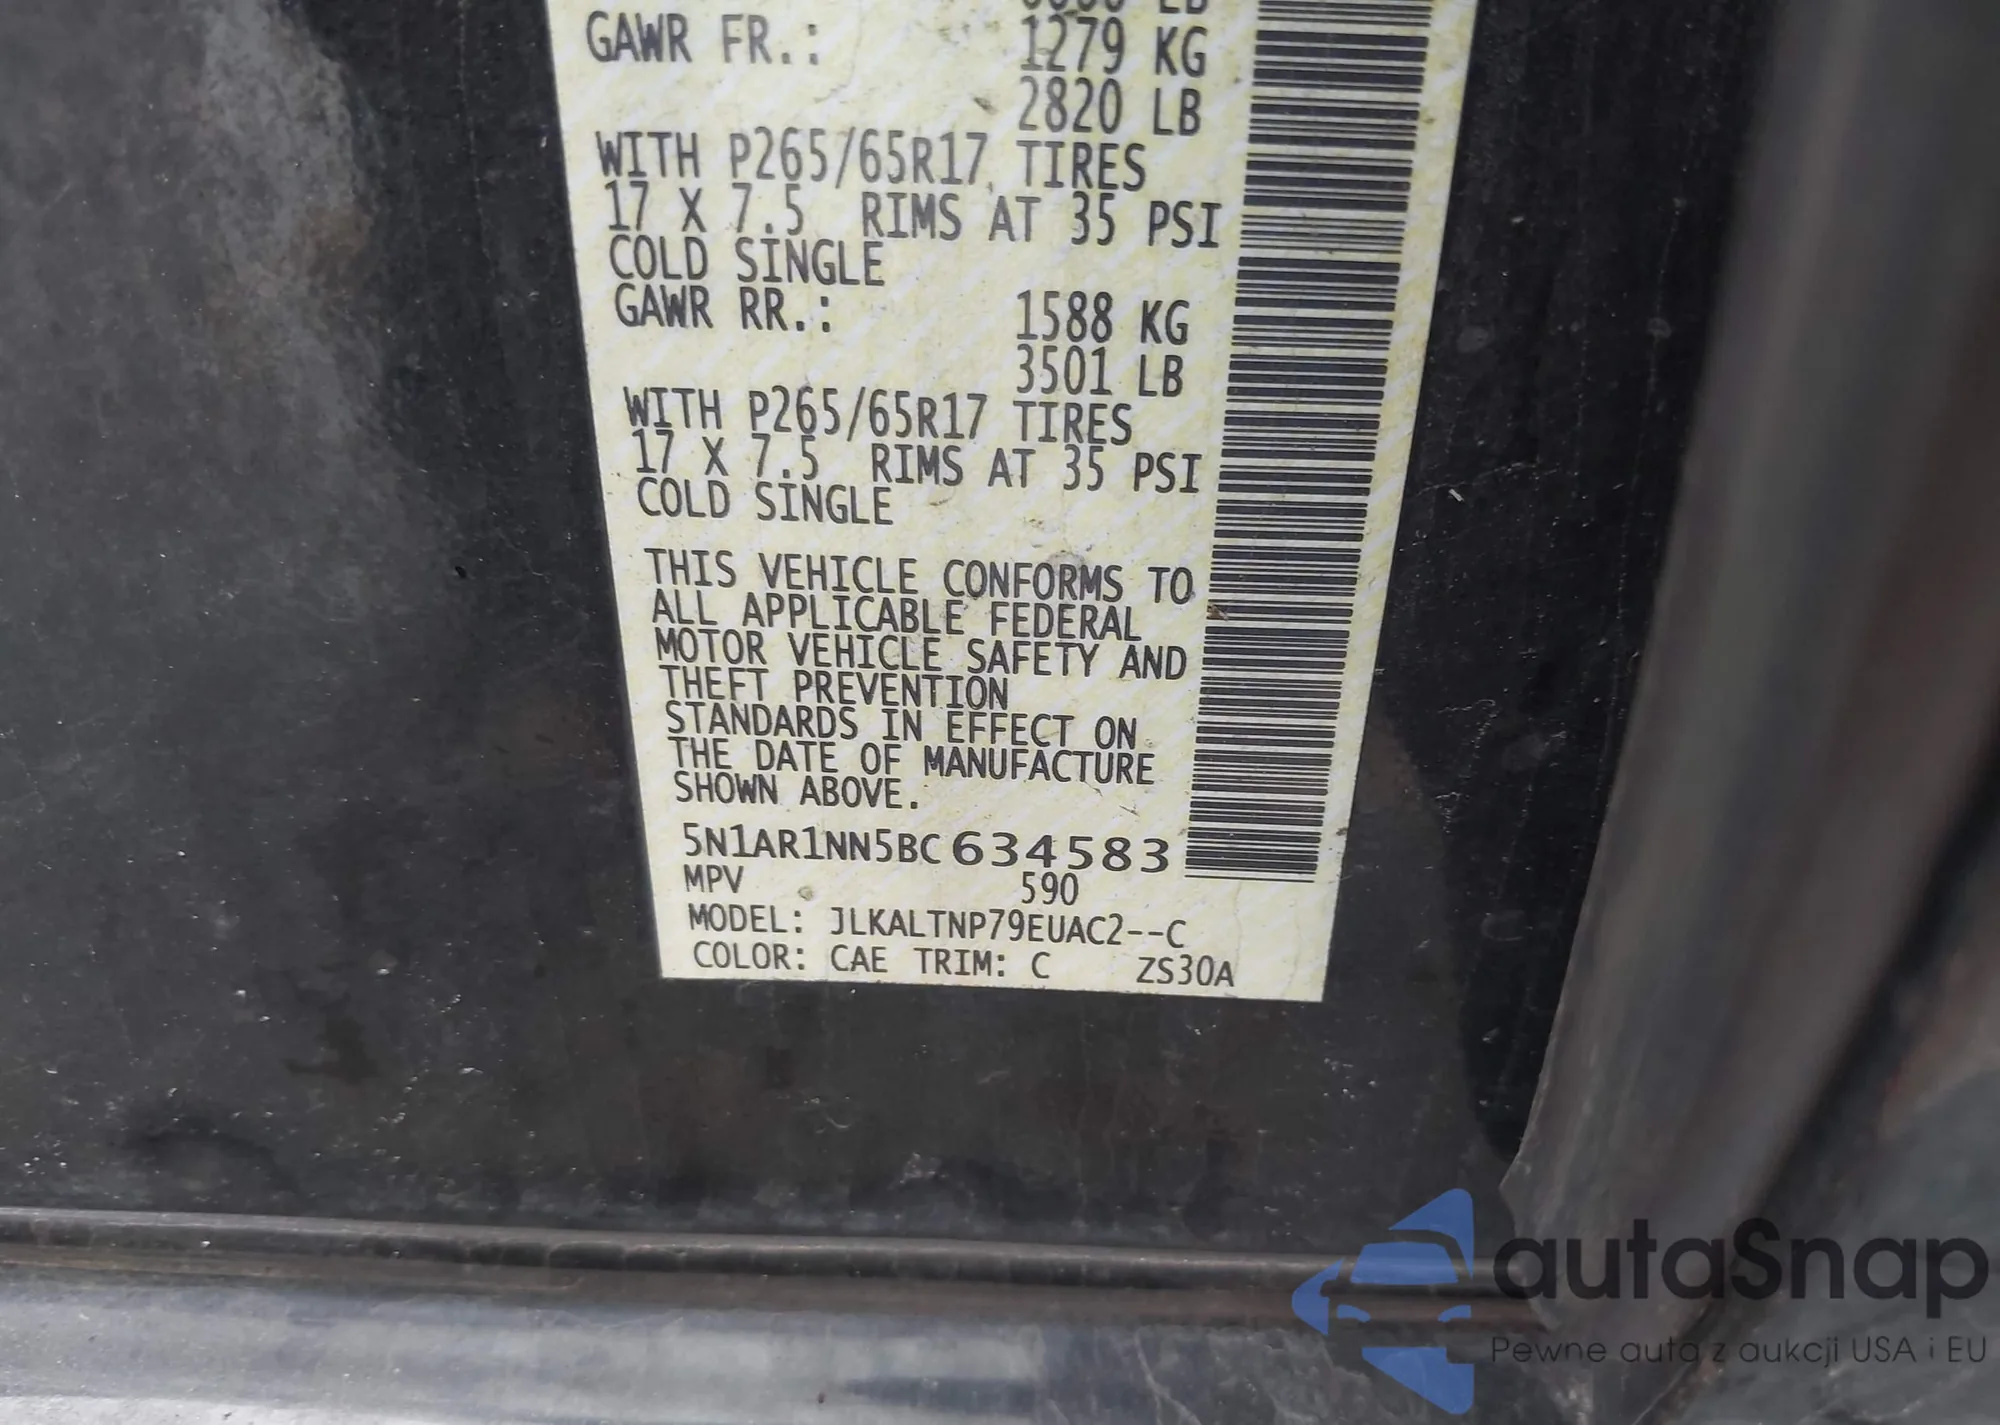 GAWR FR.: 1279 KG
2820 LB
WITH P265/65R17 TIRES
17 X 7.5 RIMS AT 35 PSI
COLD SINGLE
GAWR RR.: 1588 KG
3501 LB
WITH P265/65R17 TIRES
17 X 7.5 RIMS AT 35 PSI
COLD SINGLE
THIS VEHICLE CONFORMS TO
ALL APPLICABLE FEDERAL
MOTOR VEHICLE SAFETY AND
THEFT PREVENTION
STANDARDS IN EFFECT ON
THE DATE OF MANUFACTURE
SHOWN ABOVE.
5N1AR1NN5BC634583
MPV 590
MODEL: JLKALTNP79EUAC2--C
COLOR: CAE TRIM: C ZS30A
autaSnap
Pewne auta z aukcji USA i EU